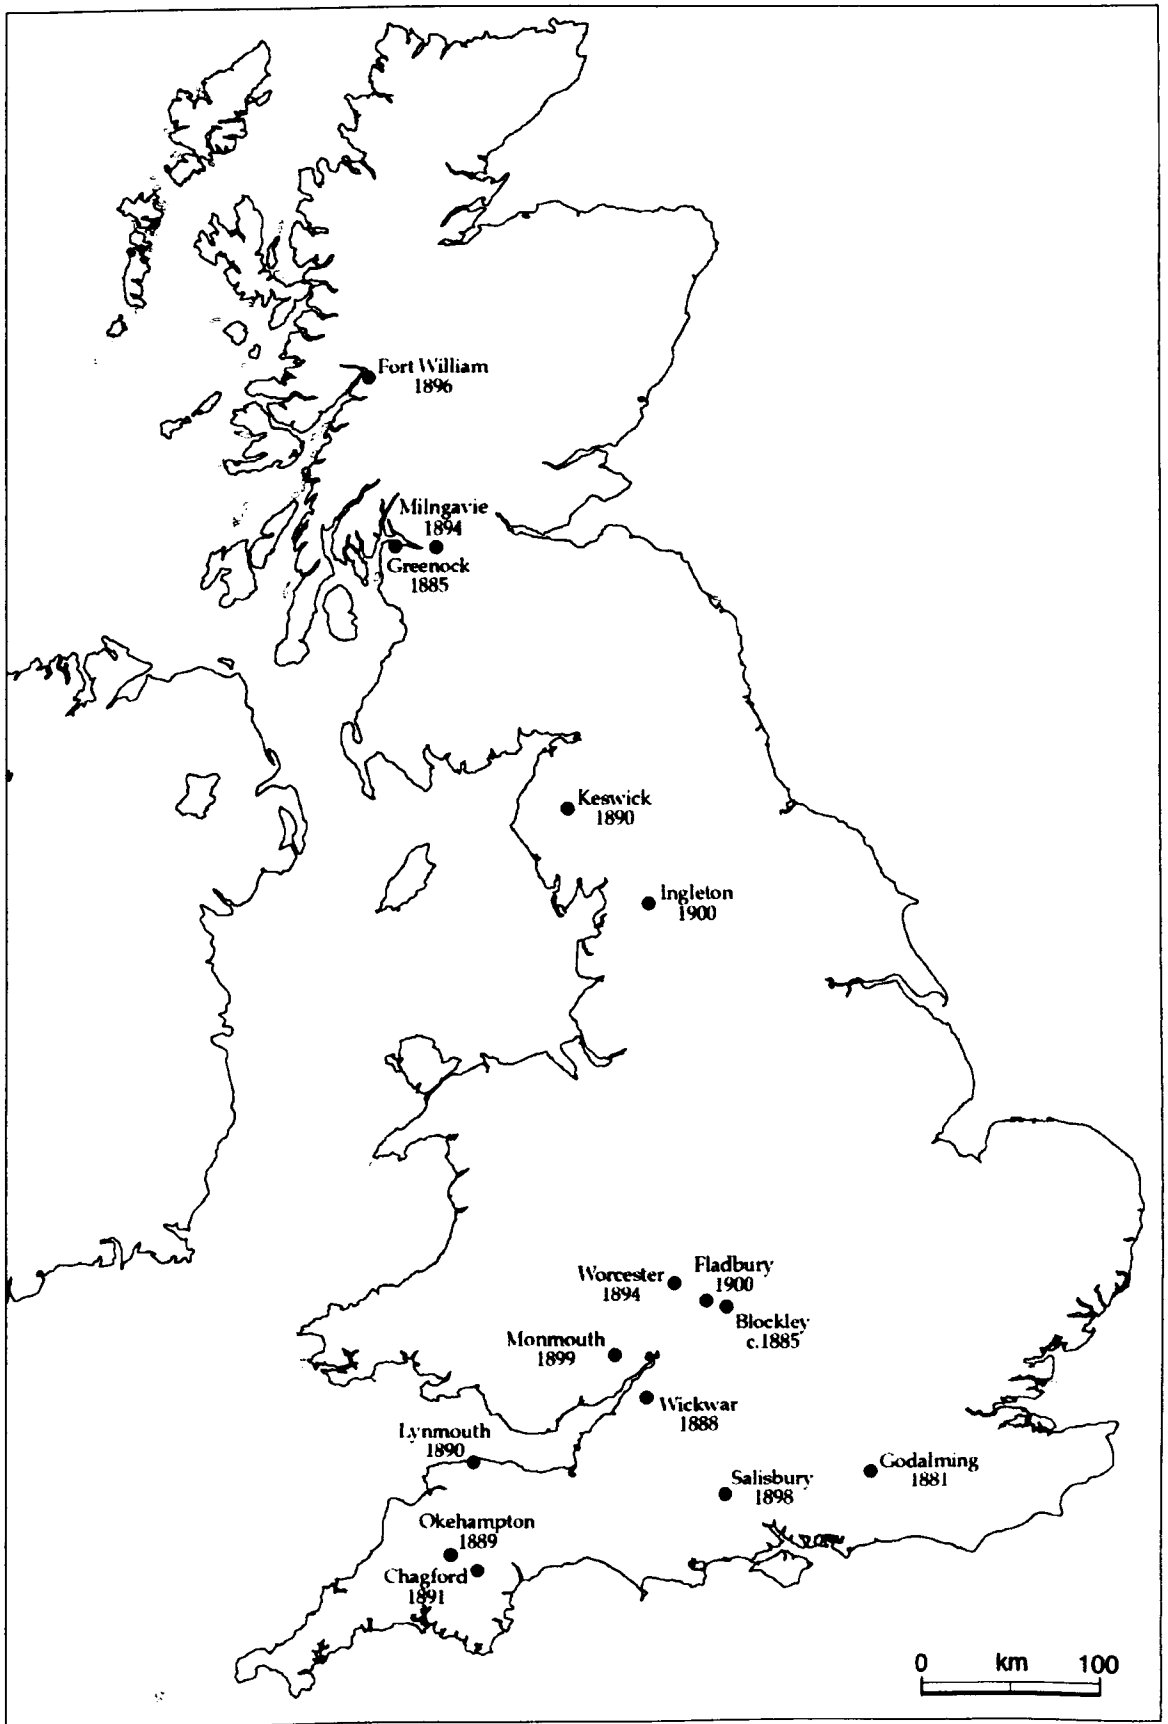 Fort William
1896
Milngavie
1894
Greenock
1885
Keswick
1890
Ingleton
1900
Worcester
1894
Fladbury
1900
Blockley
c.1885
Monmouth
1899
Wickwar
1888
Lynmouth
1890
Godalming
1881
Salisbury
1898
Okehampton
1889
Chagford
1891
0 km 100